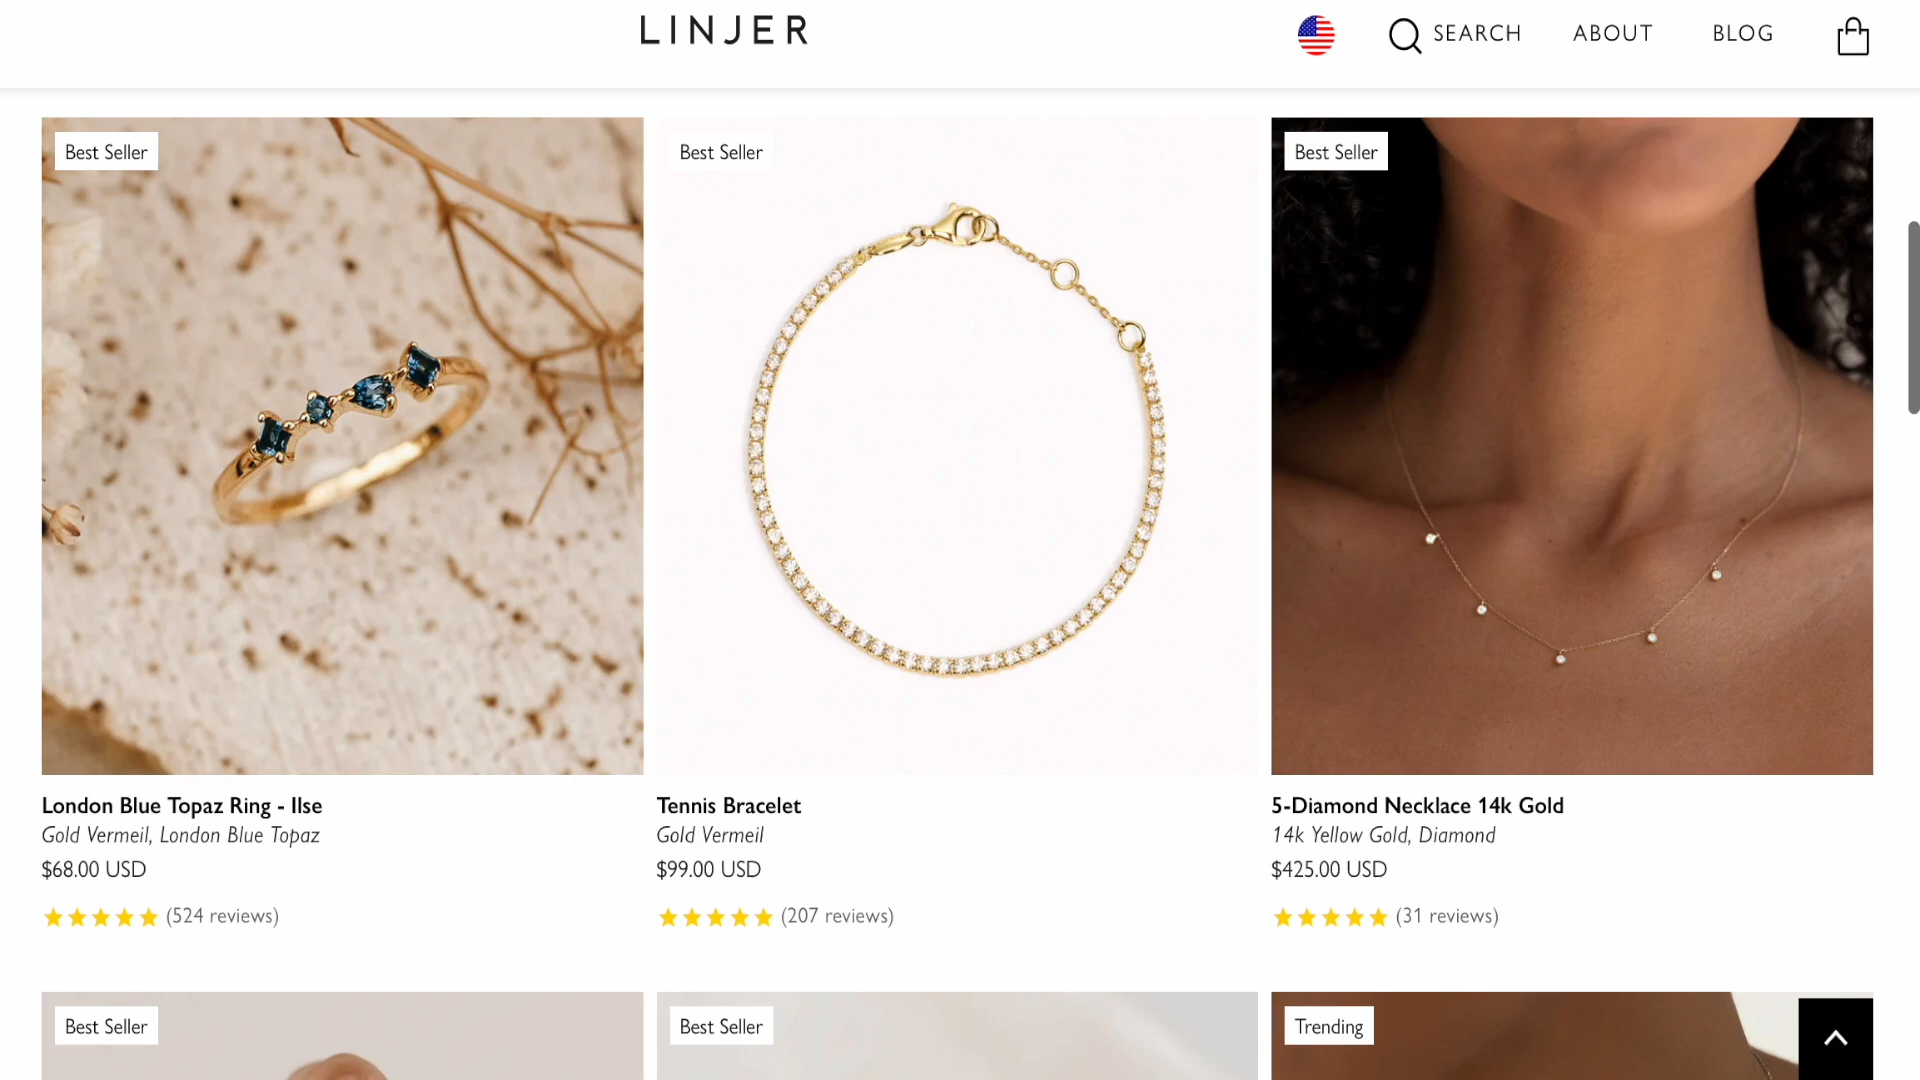 LINJER
SEARCH
ABOUT
BLOG
Best Seller
Best Seller
Best Seller
London Blue Topaz Ring - Ilse
Gold Vermeil, London Blue Topaz
$68.00 USD
(524 reviews)
Tennis Bracelet
Gold Vermeil
$99.00 USD
(207 reviews)
5-Diamond Necklace 14k Gold
14k Yellow Gold, Diamond
$425.00 USD
(31 reviews)
Best Seller
Best Seller
Trending